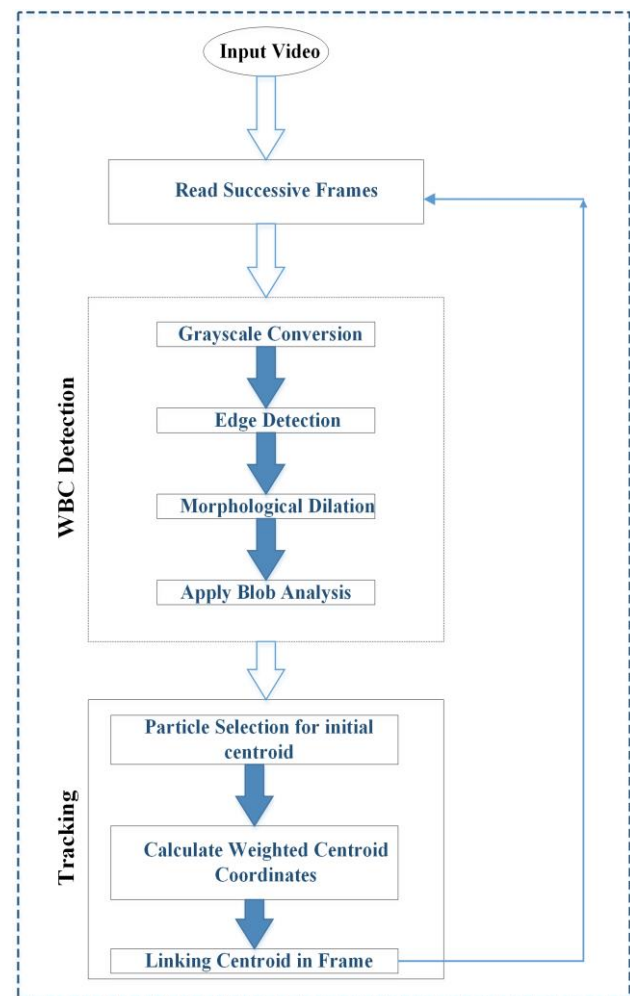 Input Video
Read Successive Frames
WBC Detection
Grayscale Conversion
Edge Detection
Morphological Dilation
Apply Blob Analysis
Tracking
Particle Selection for initial
centroid
Calculate Weighted Centroid
Coordinates
Linking Centroid in Frame